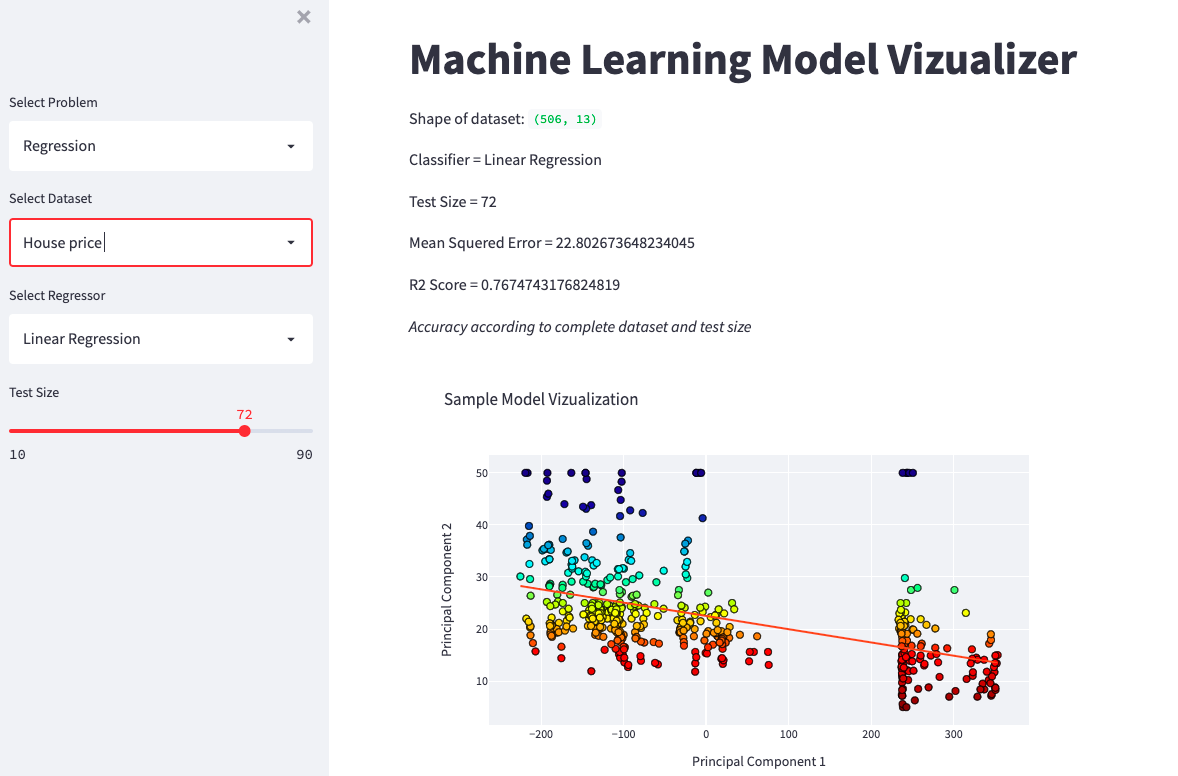 ×
Select Problem
Regression
Select Dataset
House price
Select Regressor
Linear Regression
Test Size
72
10 90
Machine Learning Model Vizualizer
Shape of dataset: (506, 13)
Classifier = Linear Regression
Test Size = 72
Mean Squered Error = 22.802673648234045
R2 Score = 0.7674743176824819
Accuracy according to complete dataset and test size
Sample Model Vizualization
50
40
30
20
10
Principal Component 2
−200 −100 0 100 200 300
Principal Component 1